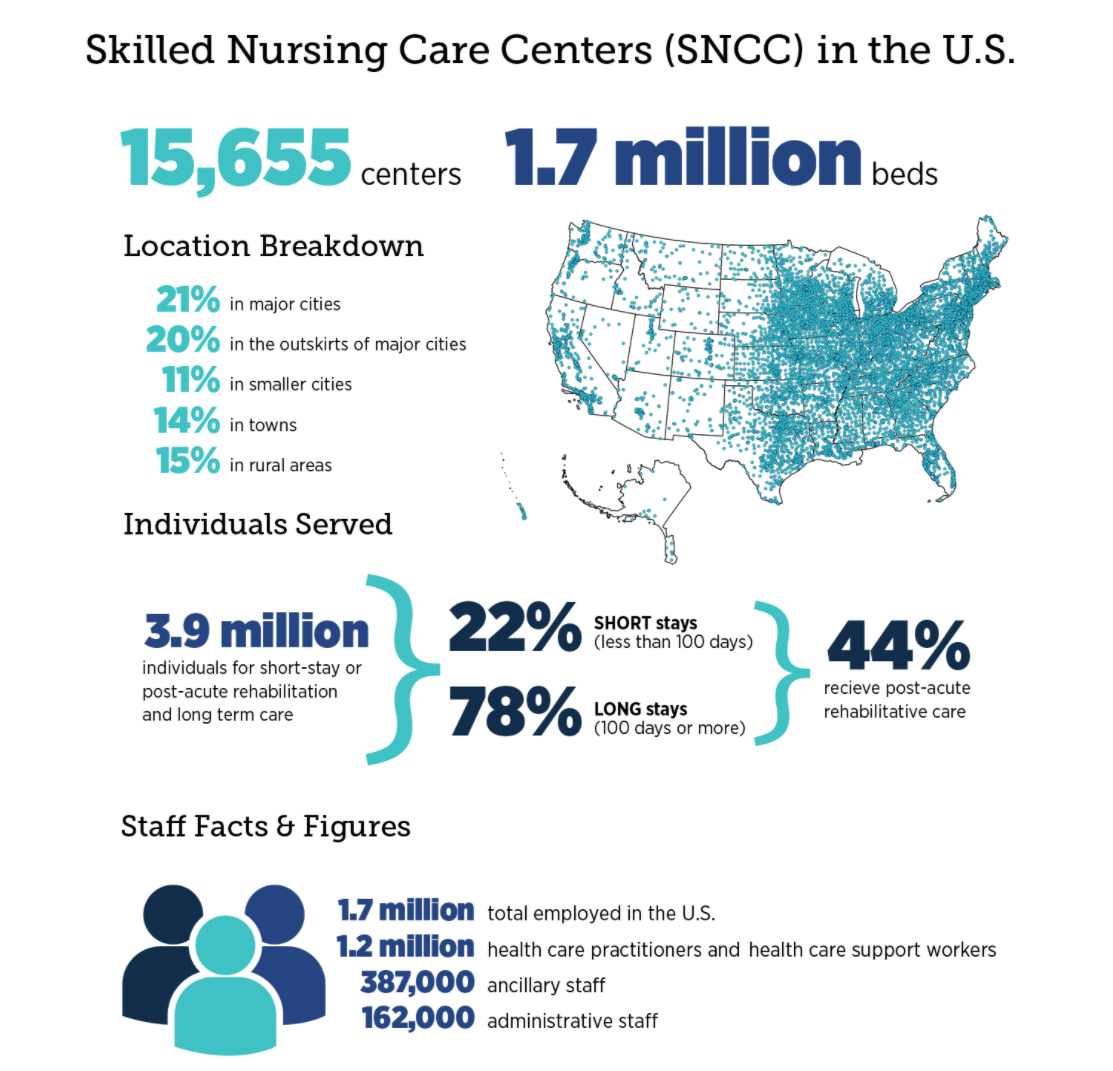 Skilled Nursing Care Centers (SNCC) in the U.S.
15,655 centers
1.7 million beds
Location Breakdown
21% in major cities
20% in the outskirts of major cities
11% in smaller cities
14% in towns
15% in rural areas
Individuals Served
3.9 million
individuals for short-stay or
post-acute rehabilitation
and long term care
22% SHORT stays
(less than 100 days)
78% LONG stays
(100 days or more)
44%
recieve post-acute
rehabilitative care
Staff Facts & Figures
1.7 million total employed in the U.S.
1.2 million health care practitioners and health care support workers
387,000 ancillary staff
162,000 administrative staff